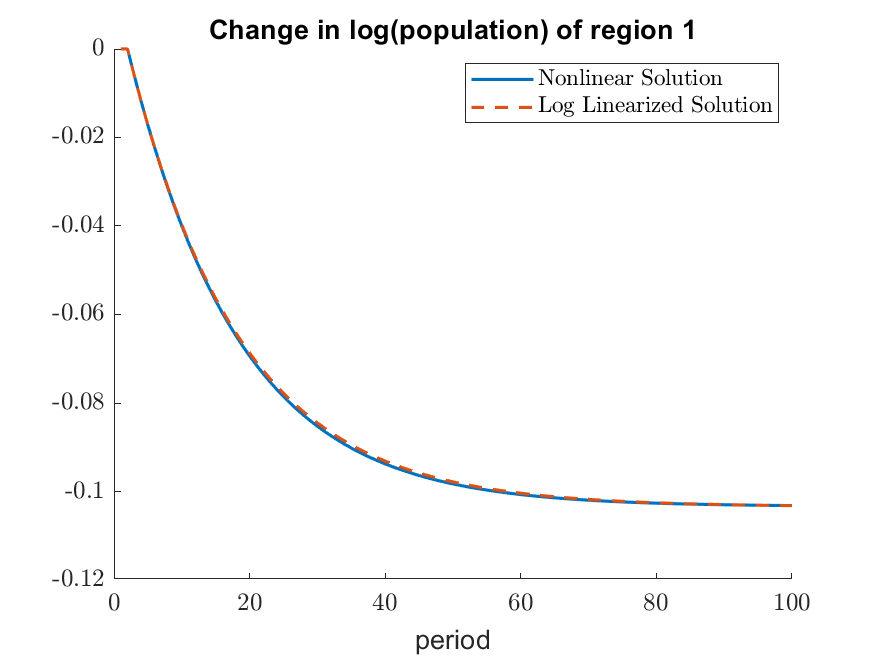 Change in log(population) of region 1
Nonlinear Solution
Log Linearized Solution
0
-0.02
-0.04
-0.06
-0.08
-0.1
-0.12
0 20 40 60 80 100
period